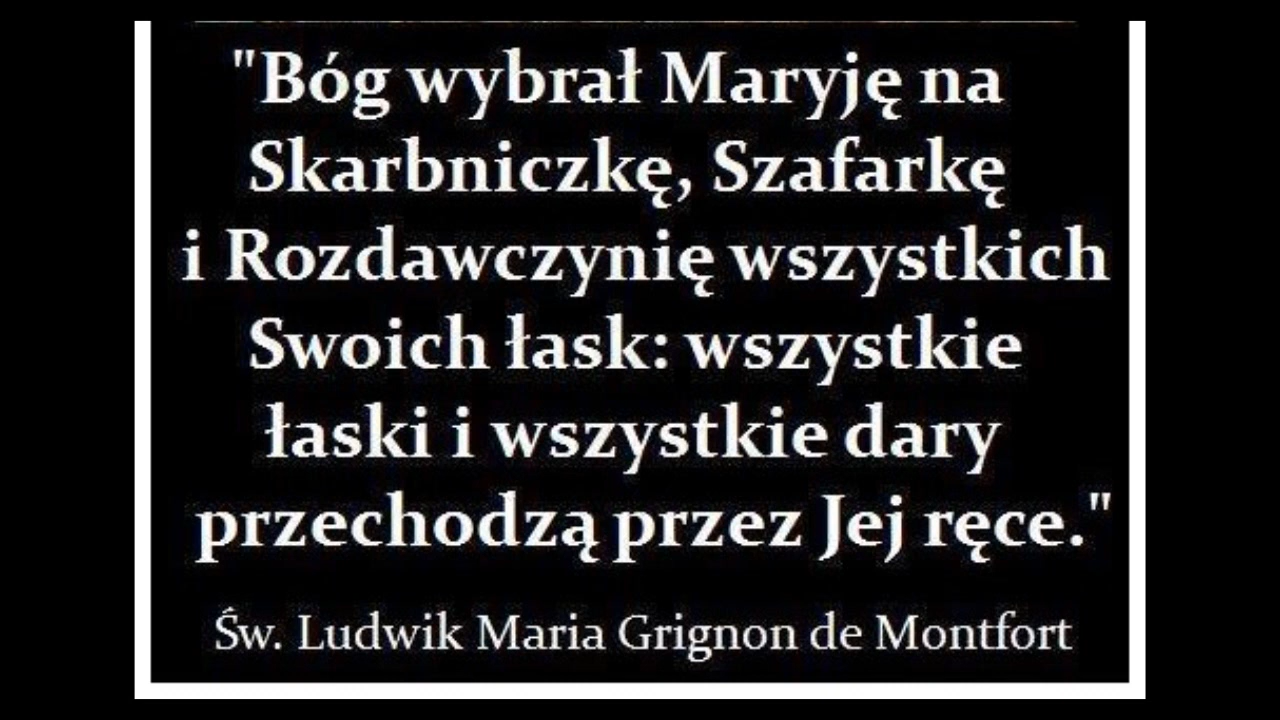 "Bóg wybrał Maryję na
Skarbniczkę, Szafarkę
i Rozdawczynię wszystkich
Swoich łask: wszystkie
łaski i wszystkie dary
przechodzą przez Jej ręce."
Św. Ludwik Maria Grignon de Montfort